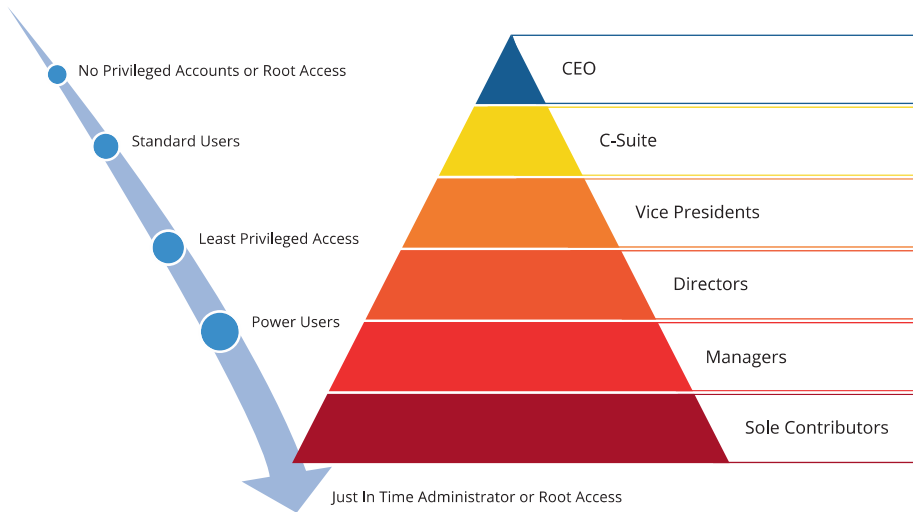 No Privileged Accounts or Root Access
Standard Users
Least Privileged Access
Power Users
Just In Time Administrator or Root Access
CEO
C-Suite
Vice Presidents
Directors
Managers
Sole Contributors